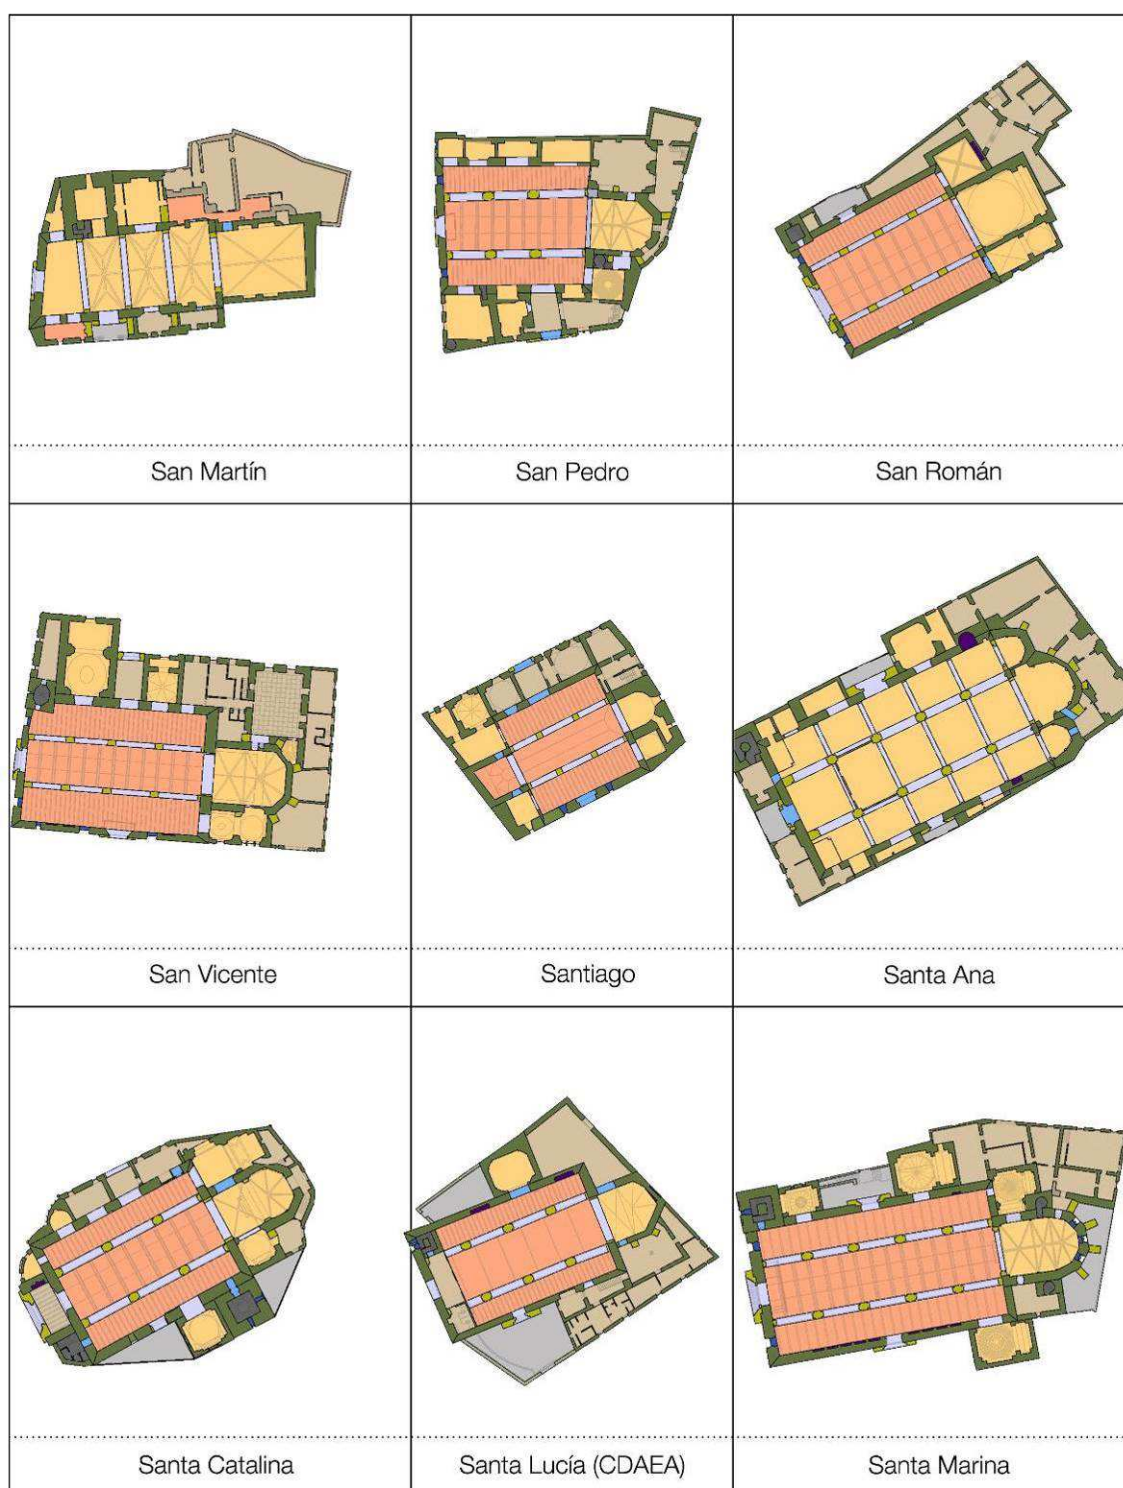 San Martín
San Pedro
San Román
San Vicente
Santiago
Santa Ana
Santa Catalina
Santa Lucía (CDAEA)
Santa Marina